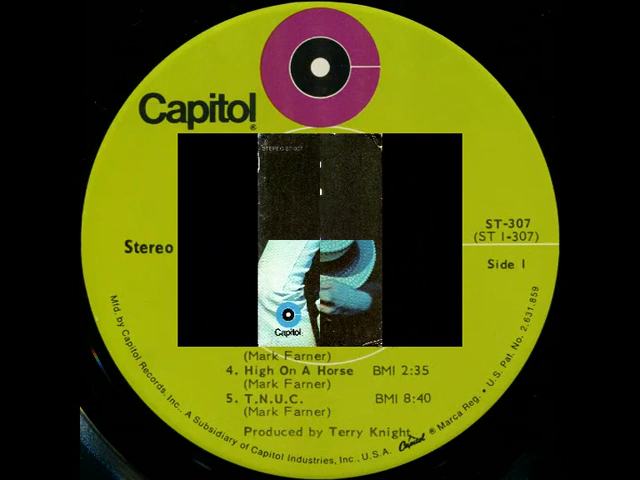 Capitol®
STEREO ST-307
ST-307
(ST 1-307)
Stereo
Side 1
Capitol
(Mark Farner)
4. High On A Horse BMI 2:35
(Mark Farner)
5. T.N.U.C. BMI 8:40
(Mark Farner)
Produced by Terry Knight
Mfd. by Capitol Records, Inc., A Subsidiary of Capitol Industries, Inc., U.S.A. Capitol ® Marca Reg. • U.S. Pat. No. 2,631,859